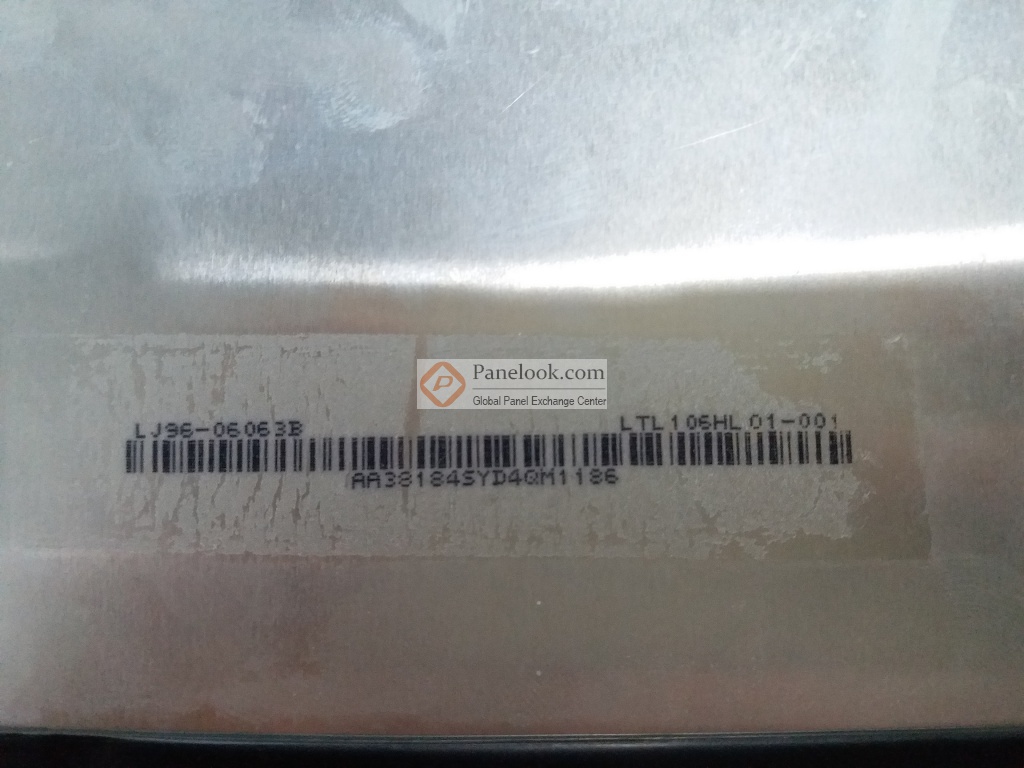 Panelook.com
Global Panel Exchange Center
LJ96-06063B
LTL106HL01-001
AA38184SYD4QM1186